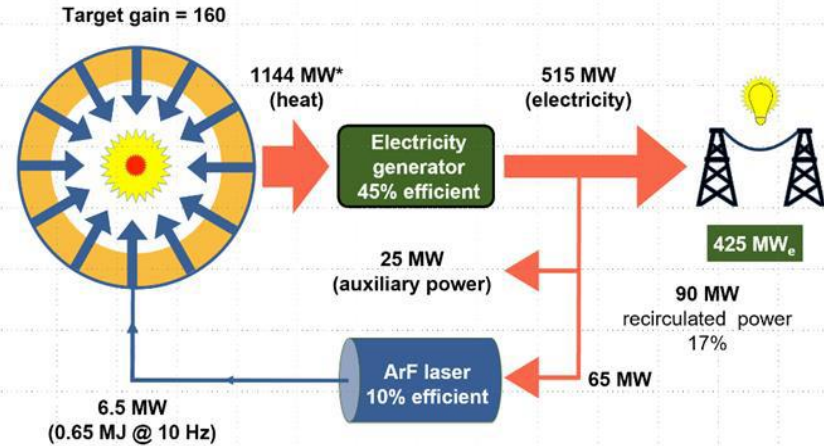 Target gain = 160
1144 MW*
(heat)
515 MW
(electricity)
Electricity
generator
45% efficient
425 MWₑ
25 MW
(auxiliary power)
90 MW
recirculated power
17%
ArF laser
10% efficient
65 MW
6.5 MW
(0.65 MJ @ 10 Hz)